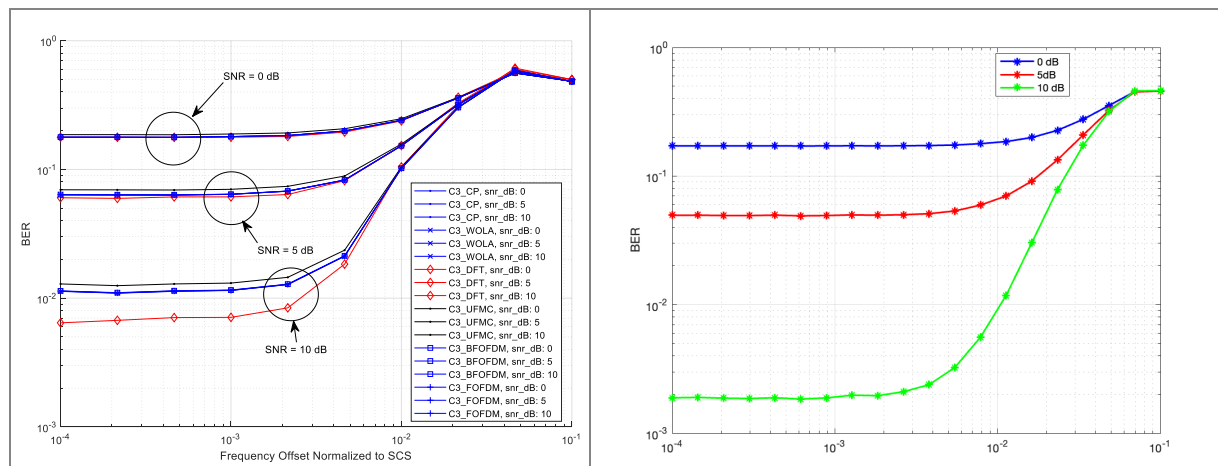 10^0
10^-1
10^-2
10^-3
BER
SNR = 0 dB
SNR = 5 dB
SNR = 10 dB
C3_CP, snr_dB: 0
C3_CP, snr_dB: 5
C3_CP, snr_dB: 10
C3_WOLA, snr_dB: 0
C3_WOLA, snr_dB: 5
C3_WOLA, snr_dB: 10
C3_DFT, snr_dB: 0
C3_DFT, snr_dB: 5
C3_DFT, snr_dB: 10
C3_UFMC, snr_dB: 0
C3_UFMC, snr_dB: 5
C3_UFMC, snr_dB: 10
C3_BFOFDM, snr_dB: 0
C3_BFOFDM, snr_dB: 5
C3_BFOFDM, snr_dB: 10
C3_FOFDM, snr_dB: 0
C3_FOFDM, snr_dB: 5
C3_FOFDM, snr_dB: 10
10^-4 10^-3 10^-2 10^-1
Frequency Offset Normalized to SCS
10^0
10^-1
10^-2
10^-3
BER
0 dB
5dB
10 dB
10^-4 10^-3 10^-2 10^-1